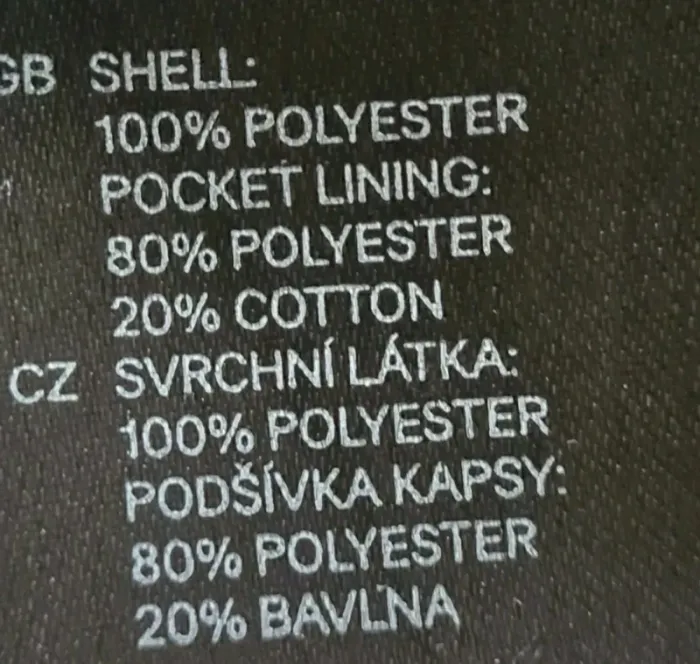 GB SHELL:
100% POLYESTER
POCKET LINING:
80% POLYESTER
20% COTTON
CZ SVRCHNÍ LÁTKA:
100% POLYESTER
PODŠÍVKA KAPSY:
80% POLYESTER
20% BAVLNA